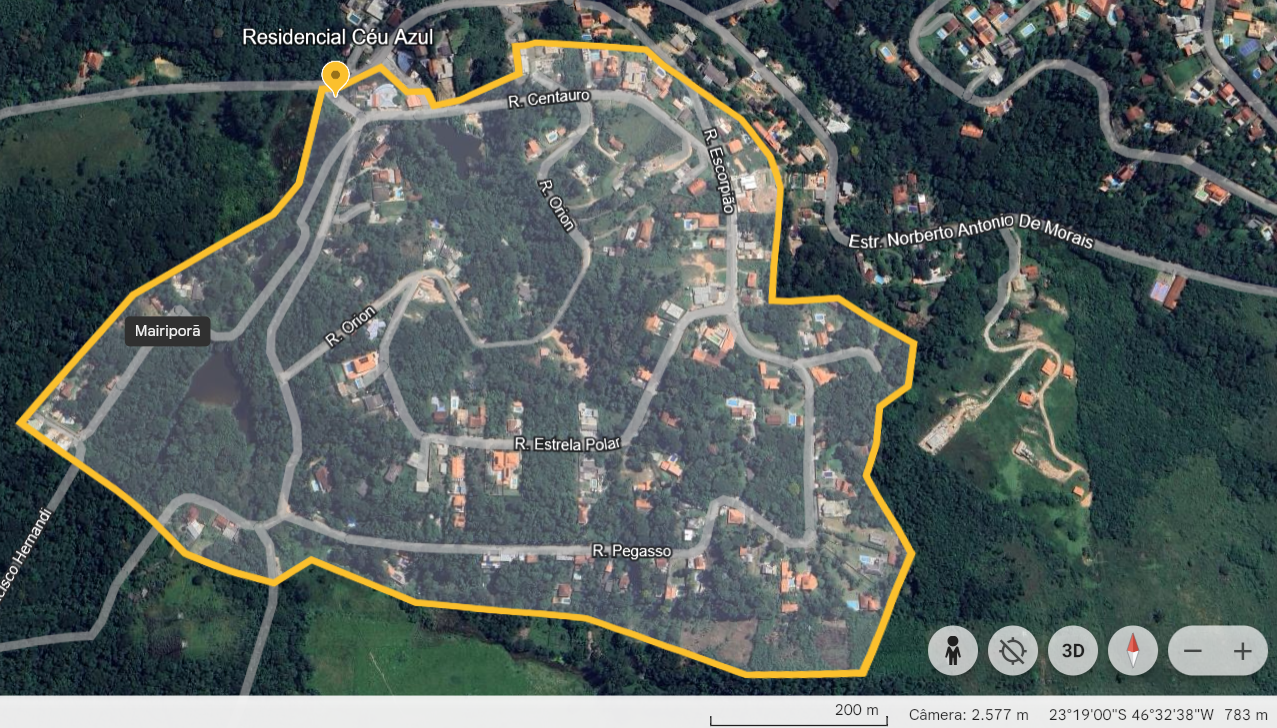 Residencial Céu Azul
R. Centauro
R. Escorpião
R. Orion
Estr. Norberto Antonio De Morais
R. Orion
Mairiporã
R. Estrela Polar
R. Pegasso
cisco Hernandi
3D
200 m
Câmera: 2.577 m 23°19'00"S 46°32'38"W 783 m